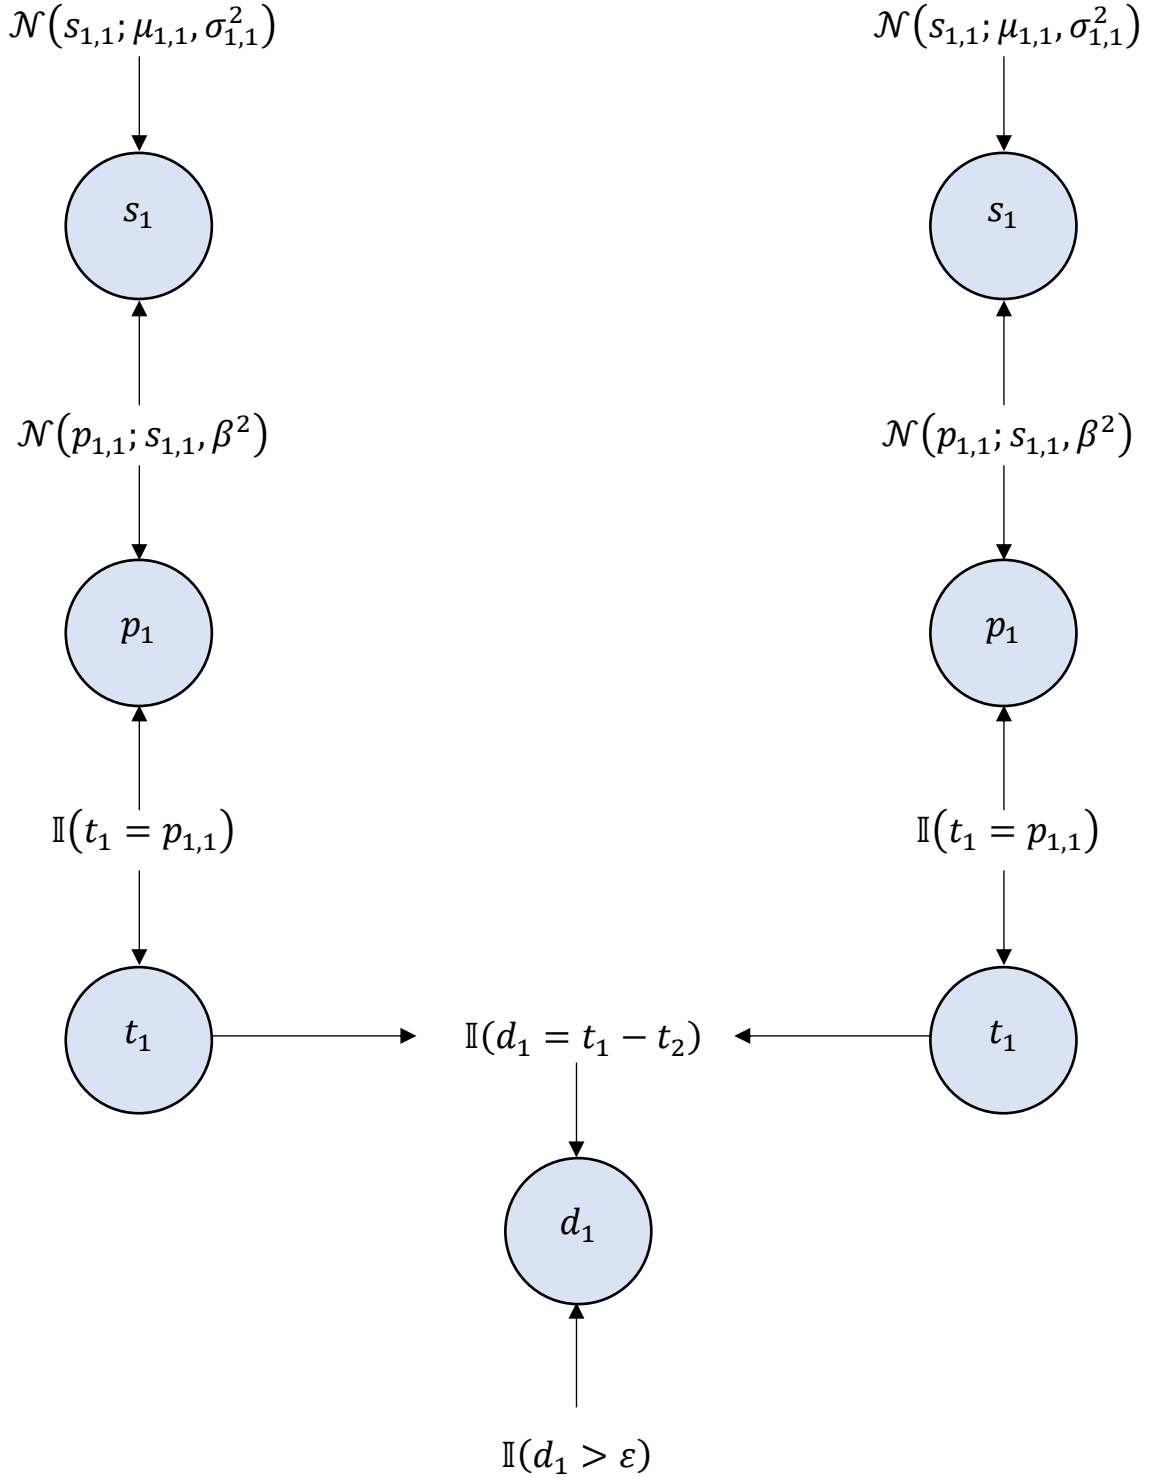 𝒩(s₁,₁; μ₁,₁, σ²₁,₁) 𝒩(s₁,₁; μ₁,₁, σ²₁,₁)
s₁ s₁
𝒩(p₁,₁; s₁,₁, β²) 𝒩(p₁,₁; s₁,₁, β²)
p₁ p₁
𝕀(t₁ = p₁,₁) 𝕀(t₁ = p₁,₁)
t₁ 𝕀(d₁ = t₁ − t₂) t₁
d₁
𝕀(d₁ > ε)